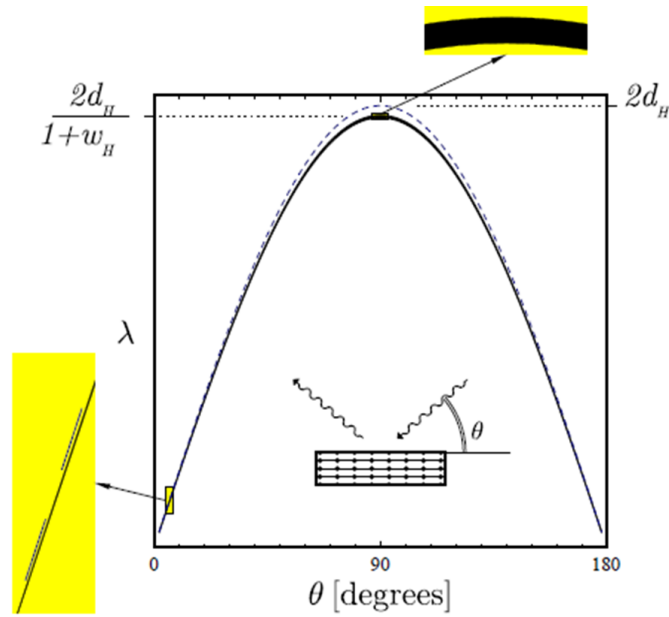 2d_H
1+w_H
2d_H
λ
θ
0
90
180
θ [degrees]